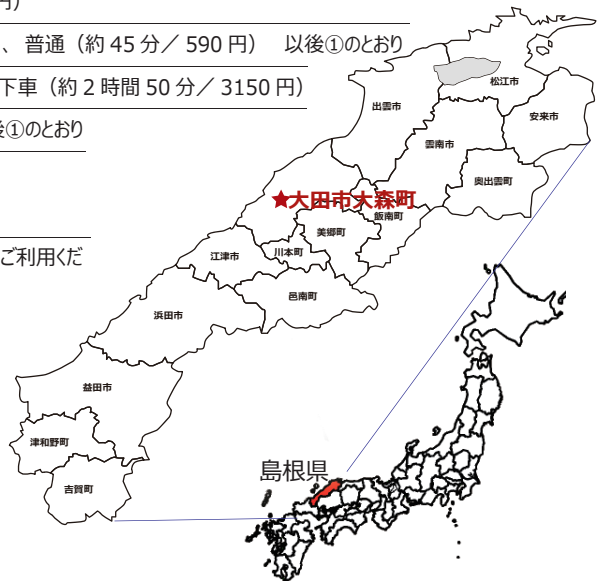 円）
、普通（約 45 分／ 590 円）　以後①のとおり
下車（約 2 時間 50 分／ 3150 円）
後①のとおり
ご利用くだ
松江市
出雲市
安来市
雲南市
奥出雲町
★大田市大森町
飯南町
美郷町
川本町
江津市
邑南町
浜田市
益田市
津和野町
吉賀町
島根県